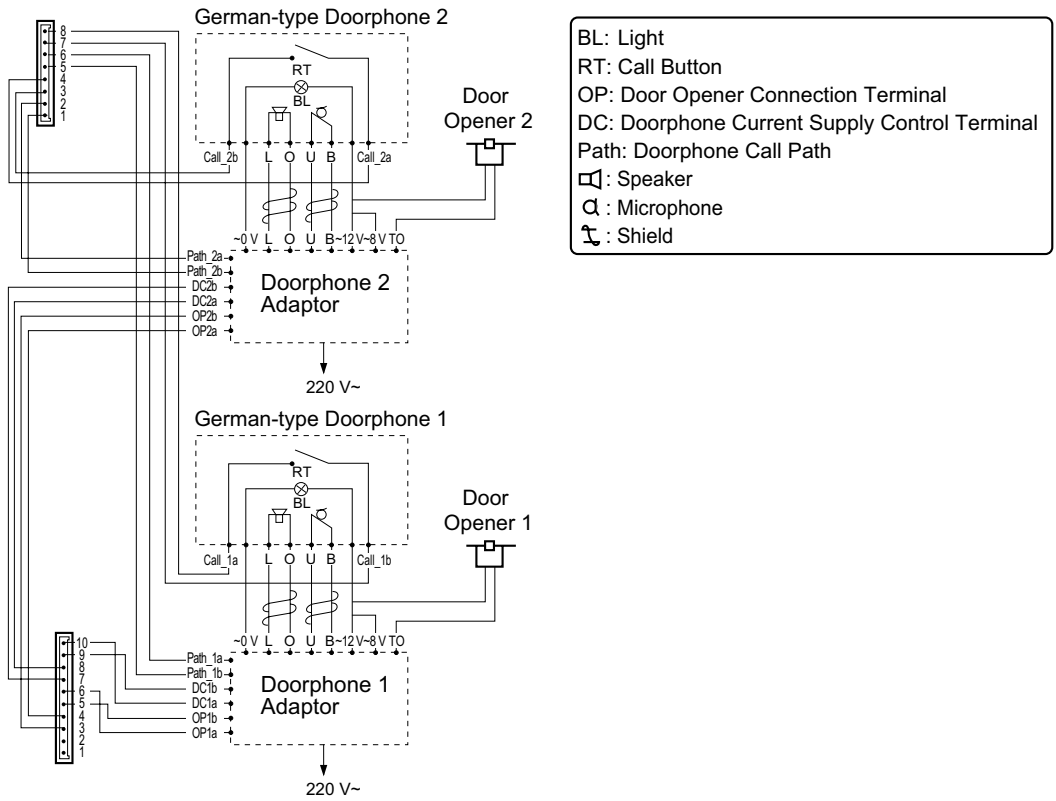 German-type Doorphone 2
8
7
6
5
4
3
2
1
RT
BL
Call_2b L O U B Call_2a
Door
Opener 2
~0 V L O U B~12 V~8 V TO
Path_2a
Path_2b
DC2b
DC2a
OP2b
OP2a
Doorphone 2
Adaptor
220 V~
German-type Doorphone 1
RT
BL
Call_1a L O U B Call_1b
Door
Opener 1
~0 V L O U B~12 V~8 V TO
10
9
8
7
6
5
4
3
2
1
Path_1a
Path_1b
DC1b
DC1a
OP1b
OP1a
Doorphone 1
Adaptor
220 V~
BL: Light
RT: Call Button
OP: Door Opener Connection Terminal
DC: Doorphone Current Supply Control Terminal
Path: Doorphone Call Path
: Speaker
: Microphone
: Shield